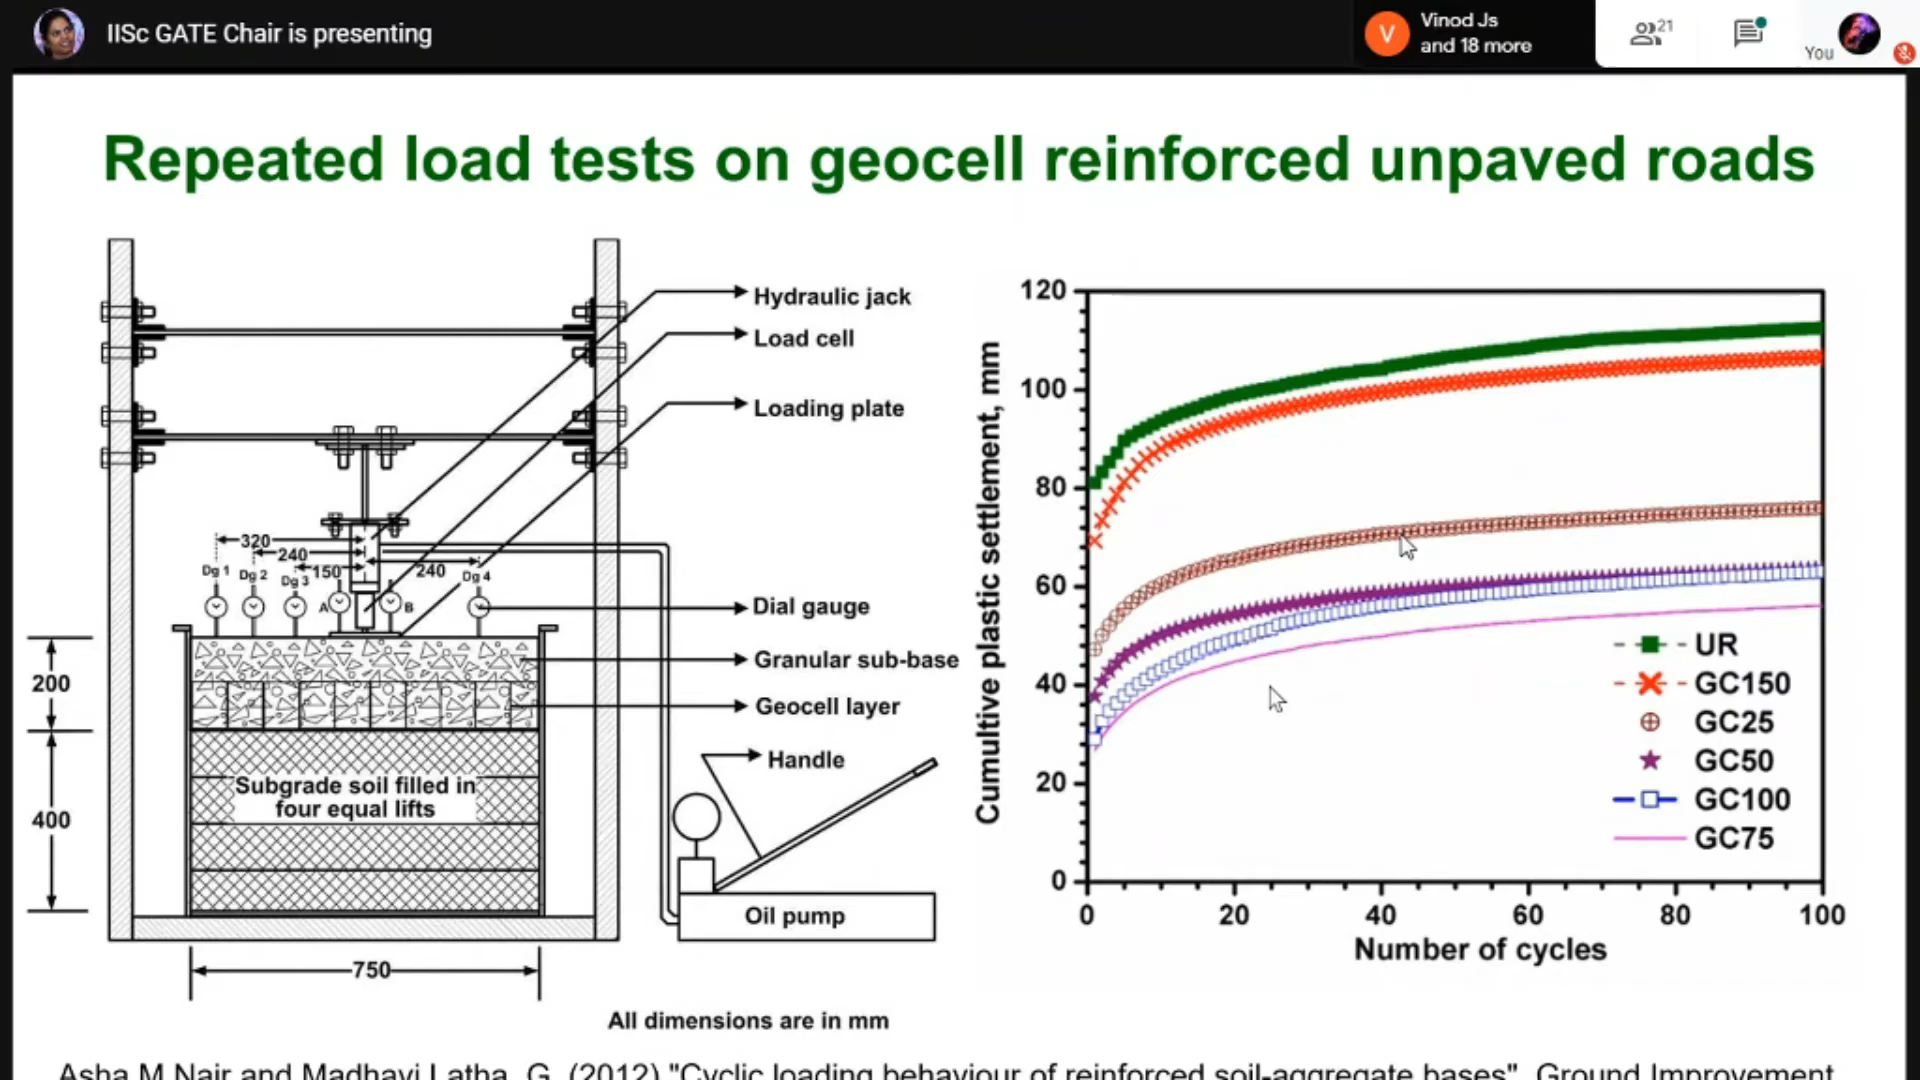 IISc GATE Chair is presenting
V
Vinod Js
and 18 more
21
You
Repeated load tests on geocell reinforced unpaved roads
Hydraulic jack
Load cell
Loading plate
320
240
150
240
Dg 1
Dg 2
Dg 3
A
B
Dg 4
Dial gauge
Granular sub-base
Geocell layer
200
400
Subgrade soil filled in
four equal lifts
Handle
Oil pump
750
All dimensions are in mm
Cumultive plastic settlement, mm
120
100
80
60
40
20
0
0
20
40
60
80
100
Number of cycles
UR
GC150
GC25
GC50
GC100
GC75
Asha M Nair and Madhavi Latha, G. (2012) "Cyclic loading behaviour of reinforced soil-aggregate bases", Ground Improvement